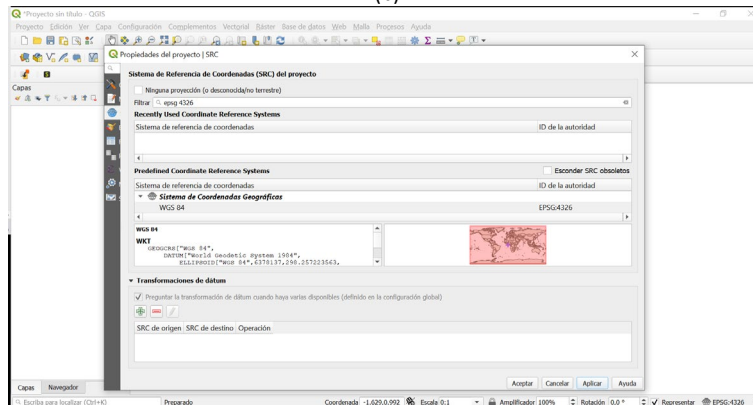 *Proyecto sin título - QGIS
Proyecto Edición Ver Capa Configuración Complementos Vectorial Ráster Base de datos Web Malla Procesos Ayuda
Propiedades del proyecto | SRC
Sistema de Referencia de Coordenadas (SRC) del proyecto
Ninguna proyección (o desconocida/no terrestre)
Filtrar epsg 4326
Recently Used Coordinate Reference Systems
Sistema de referencia de coordenadas ID de la autoridad
Predefined Coordinate Reference Systems Esconder SRC obsoletos
Sistema de referencia de coordenadas ID de la autoridad
Sistema de Coordenadas Geográficas
WGS 84 EPSG:4326
WGS 84
WKT
GEOGCRS["WGS 84",
DATUM["World Geodetic System 1984",
ELLIPSOID["WGS 84",6378137,298.257223563,
Transformaciones de dátum
Preguntar la transformación de dátum cuando haya varias disponibles (definido en la configuración global)
SRC de origen SRC de destino Operación
Aceptar Cancelar Aplicar Ayuda
Capas
Capas Navegador
Escriba para localizar (Ctrl+K) Preparado Coordenada -1.629,0.992 Escala 0:1 Amplificador 100% Rotación 0,0 ° Representar EPSG:4326